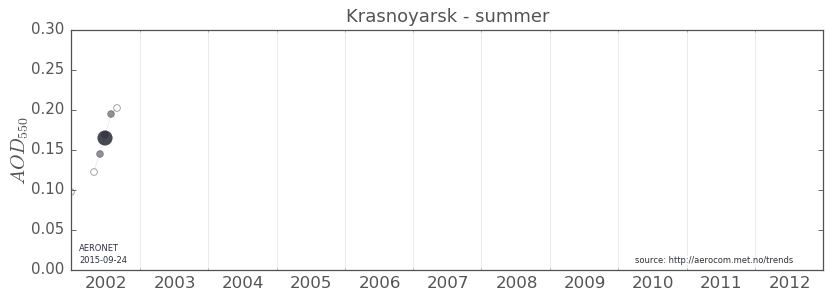 Krasnoyarsk - summer
0.30
0.25
0.20
0.15
0.10
0.05
0.00
AOD550
AERONET
2015-09-24
source: http://aerocom.met.no/trends
2002 2003 2004 2005 2006 2007 2008 2009 2010 2011 2012